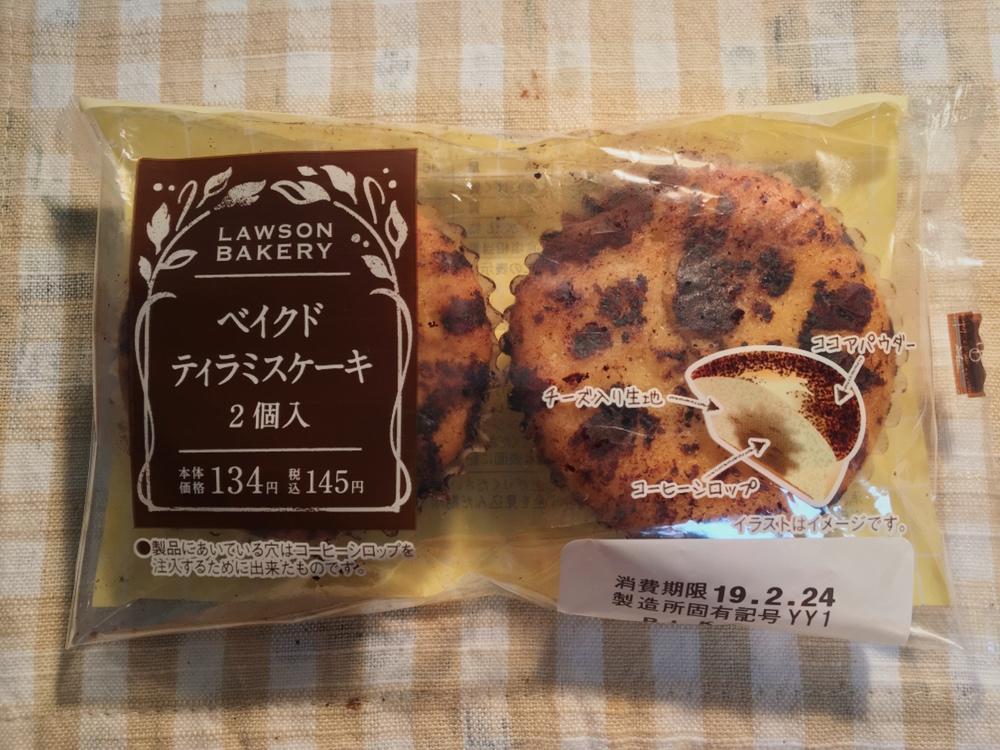 LAWSON
BAKERY
ベイクド
ティラミスケーキ
2個入
本体価格134円 税込145円
●製品にあいている穴はコーヒーシロップを
注入するために出来たものです。
ココアパウダー
チーズ入り生地
コーヒーシロップ
イラストはイメージです。
消費期限 19.2.24
製造所固有記号 YY1